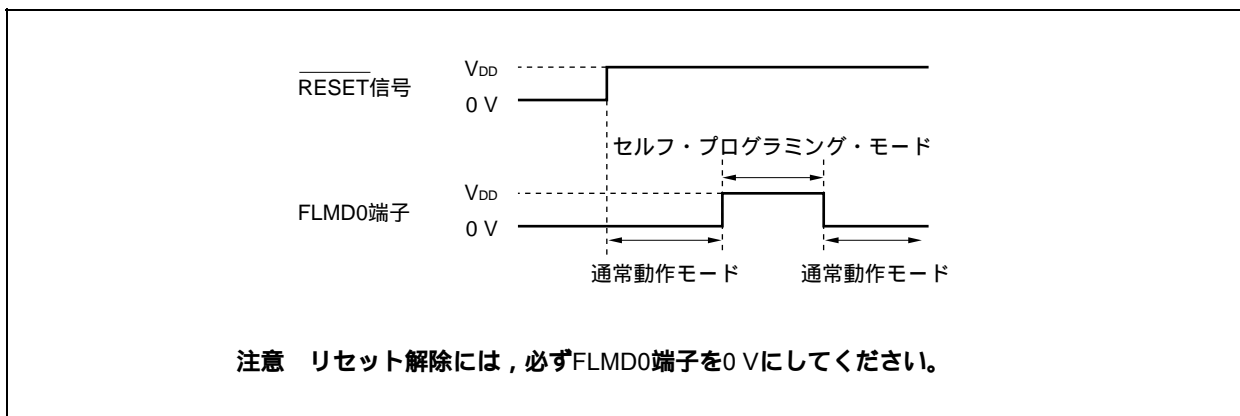 RESET信号
VDD
0 V
セルフ・プログラミング・モード
FLMD0端子
VDD
0 V
通常動作モード 通常動作モード
注意 リセット解除には，必ずFLMD0端子を0 Vにしてください。